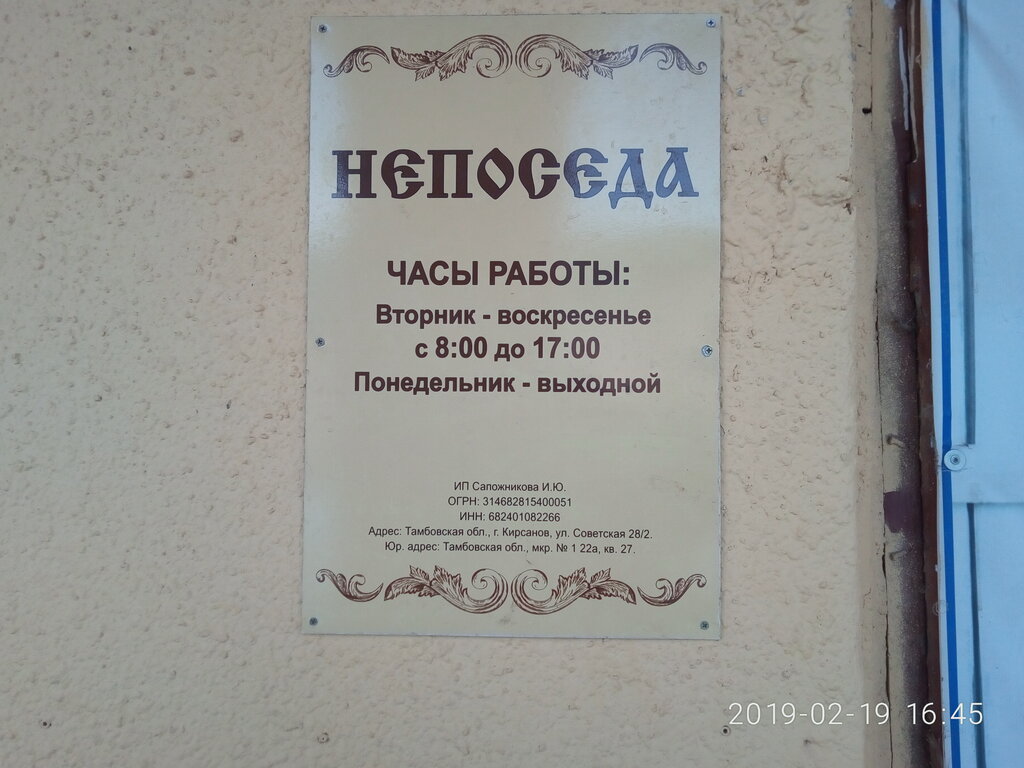 НЕПОСЕДА
ЧАСЫ РАБОТЫ:
Вторник - воскресенье
с 8:00 до 17:00
Понедельник - выходной
ИП Сапожникова И.Ю.
ОГРН: 314682815400051
ИНН: 682401082266
Адрес: Тамбовская обл., г. Кирсанов, ул. Советская 28/2.
Юр. адрес: Тамбовская обл., мкр. № 1 22а, кв. 27.
2019-02-19 16:45